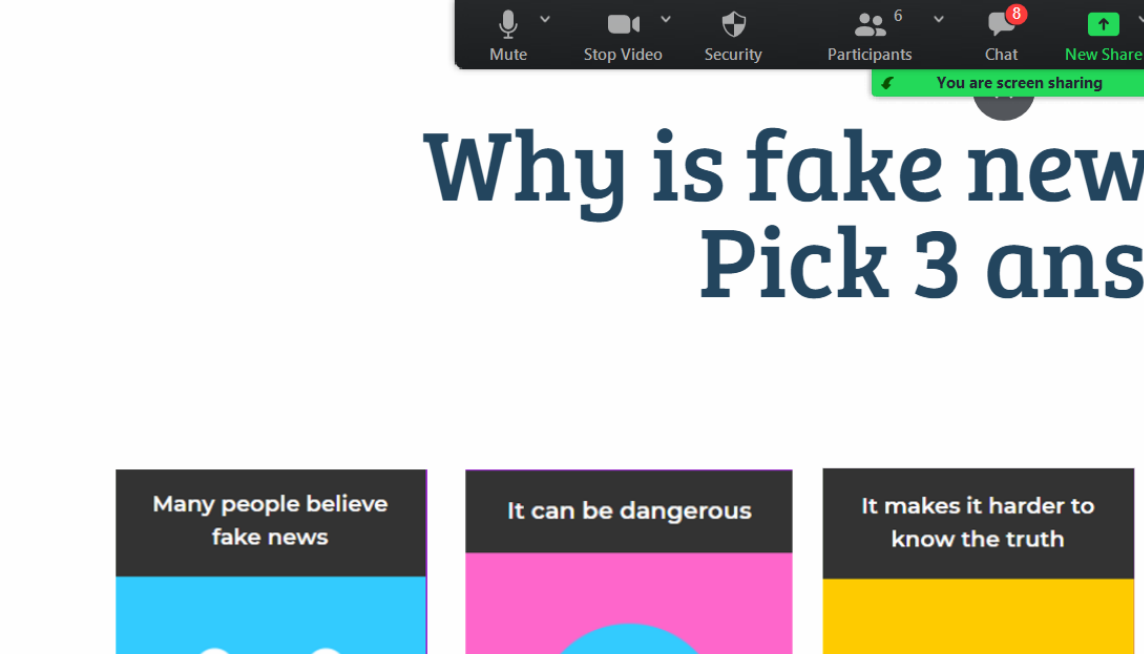 6
8
Mute
Stop Video
Security
Participants
Chat
New Share
You are screen sharing
Why is fake new
Pick 3 ans
Many people believe
fake news
It can be dangerous
It makes it harder to
know the truth